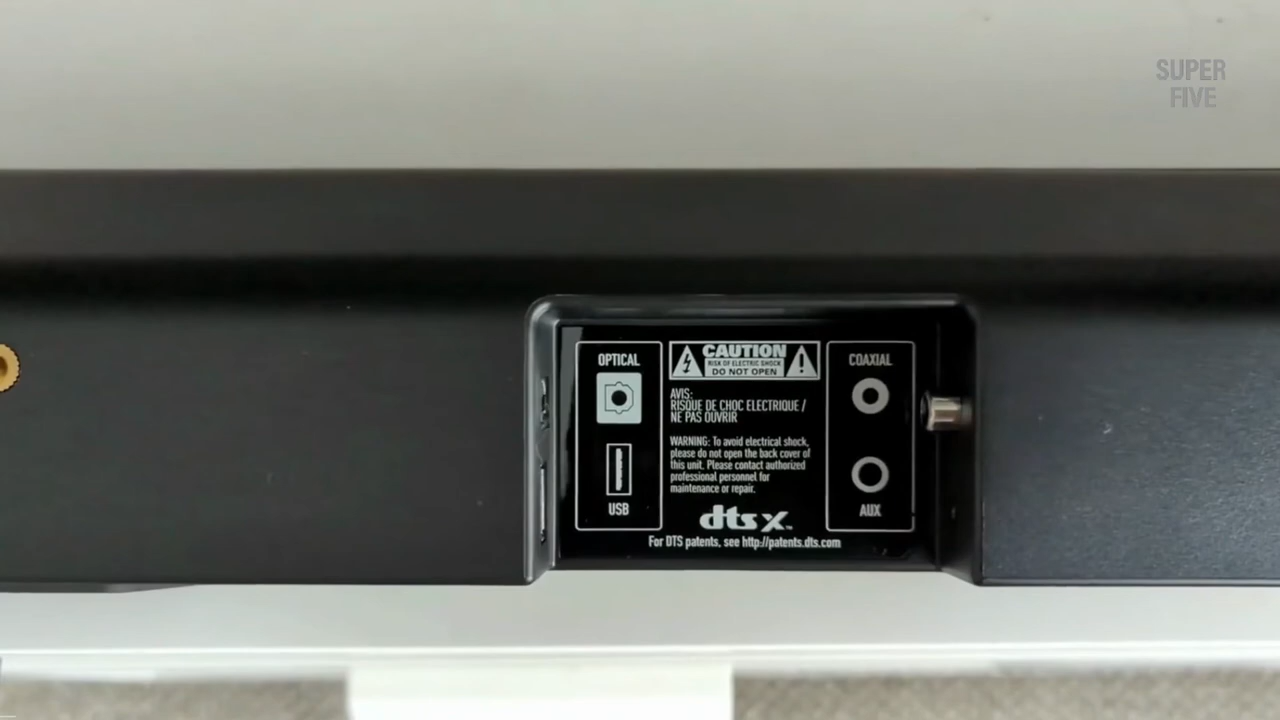 SUPER
FIVE
OPTICAL
USB
CAUTION
RISK OF ELECTRIC SHOCK
DO NOT OPEN
AVIS:
RISQUE DE CHOC ELECTRIQUE /
NE PAS OUVRIR
WARNING: To avoid electrical shock,
please do not open the back cover of
this unit. Please contact authorized
professional personnel for
maintenance or repair.
dts X™
For DTS patents, see http://patents.dts.com
COAXIAL
AUX